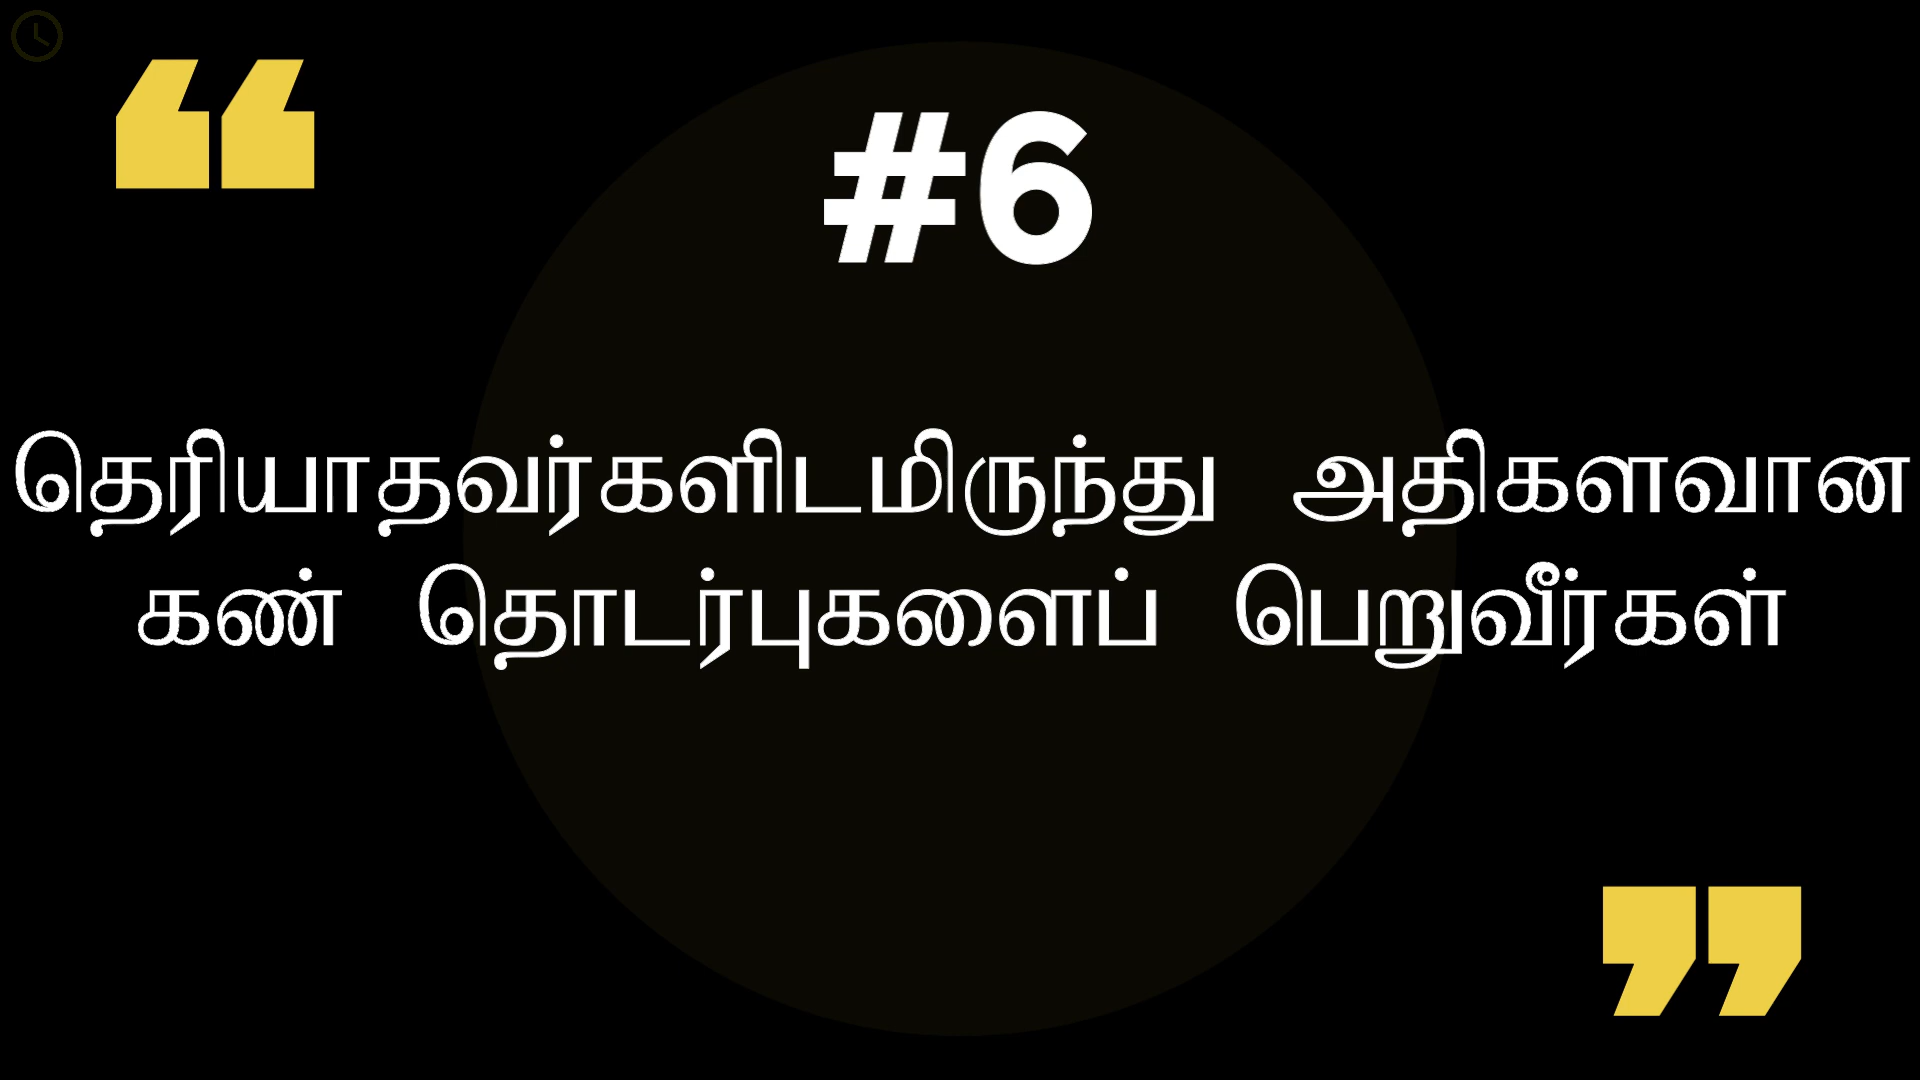 #6
தெரியாதவர்களிடமிருந்து அதிகளவான
கண் தொடர்புகளைப் பெறுவீர்கள்